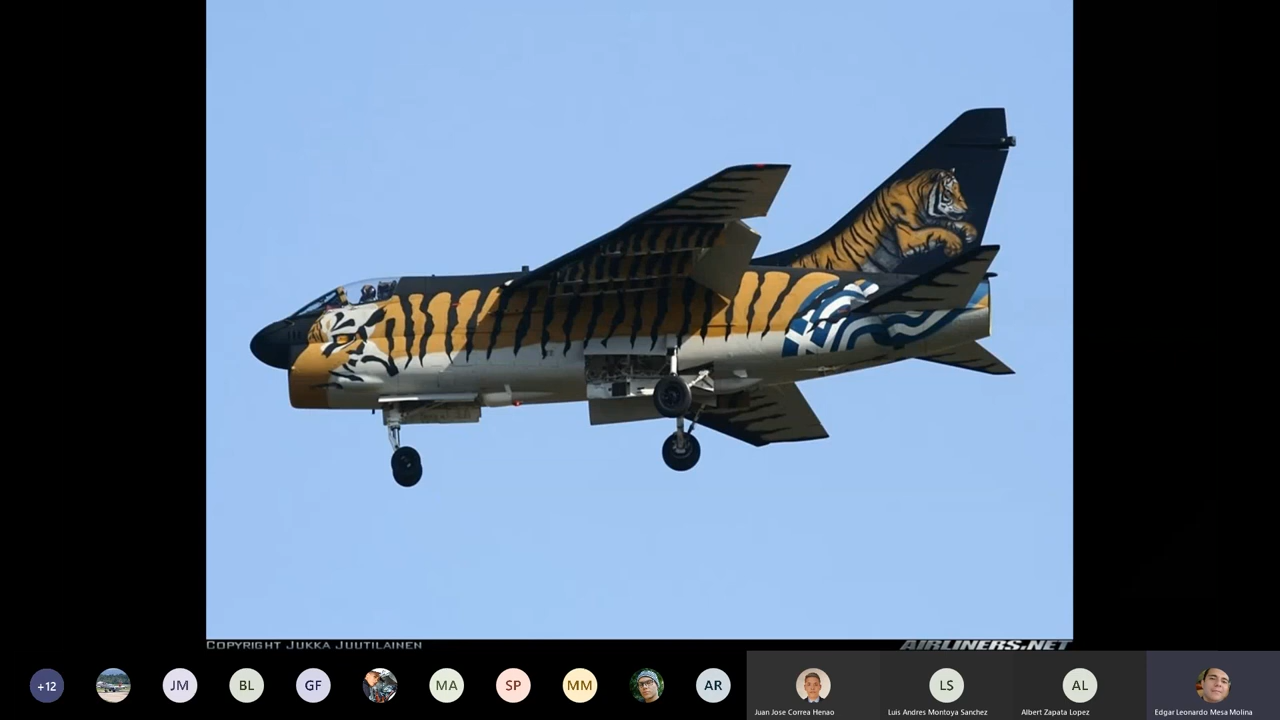 COPYRIGHT JUKKA JUUTILAINEN
AIRLINERS.NET
+12
JM
BL
GF
MA
SP
MM
AR
LS
AL
Juan Jose Correa Henao
Luis Andres Montoya Sanchez
Albert Zapata Lopez
Edgar Leonardo Mesa Molina